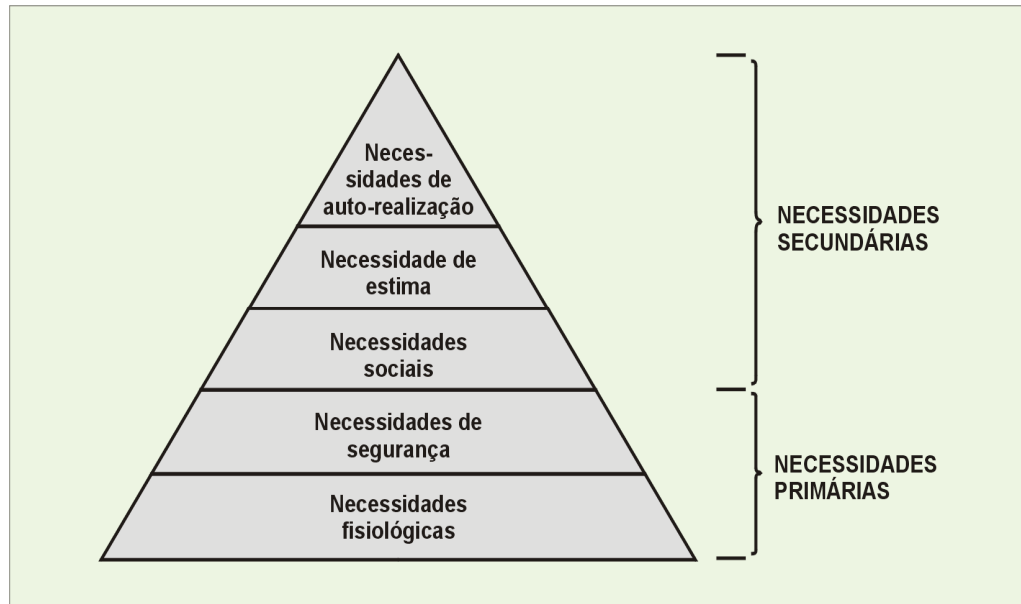 Neces-
sidades de
auto-realização
Necessidade de
estima
Necessidades
sociais
Necessidades de
segurança
Necessidades
fisiológicas
NECESSIDADES
SECUNDÁRIAS
NECESSIDADES
PRIMÁRIAS